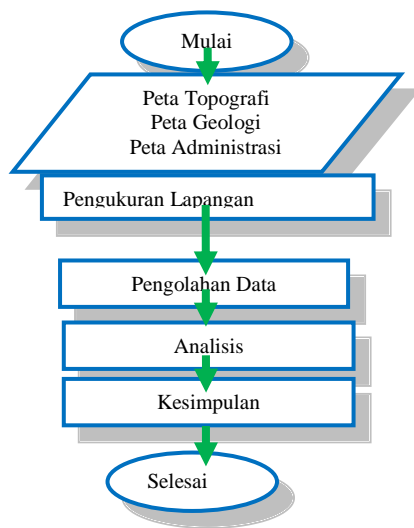 Mulai
Peta Topografi
Peta Geologi
Peta Administrasi
Pengukuran Lapangan
Pengolahan Data
Analisis
Kesimpulan
Selesai